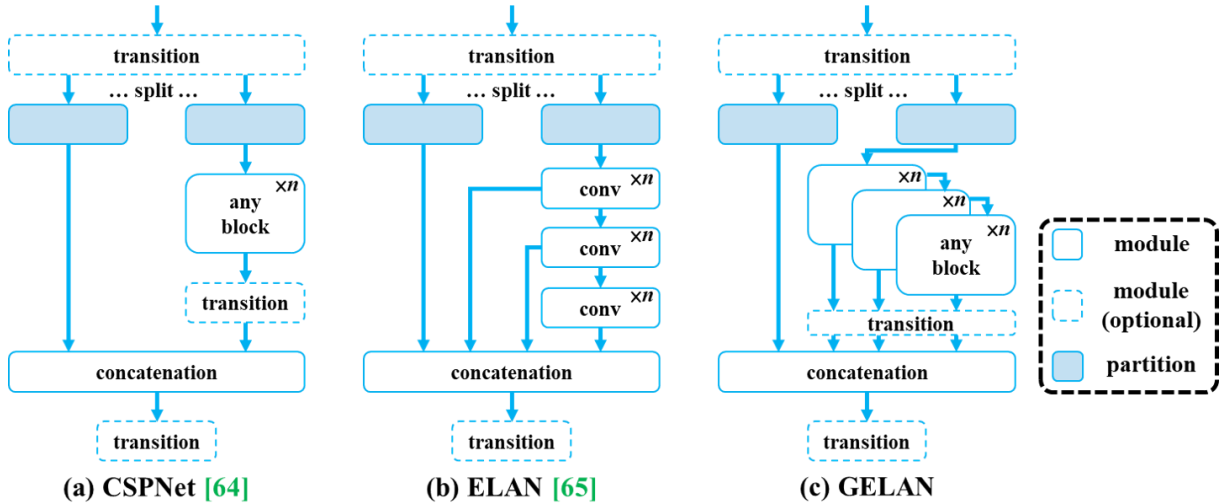 transition
... split ...
×n
any
block
transition
concatenation
transition
(a) CSPNet [64]
transition
... split ...
conv ×n
conv ×n
conv ×n
concatenation
transition
(b) ELAN [65]
transition
... split ...
×n
×n
×n
any
block
transition
concatenation
transition
(c) GELAN
module
module
(optional)
partition